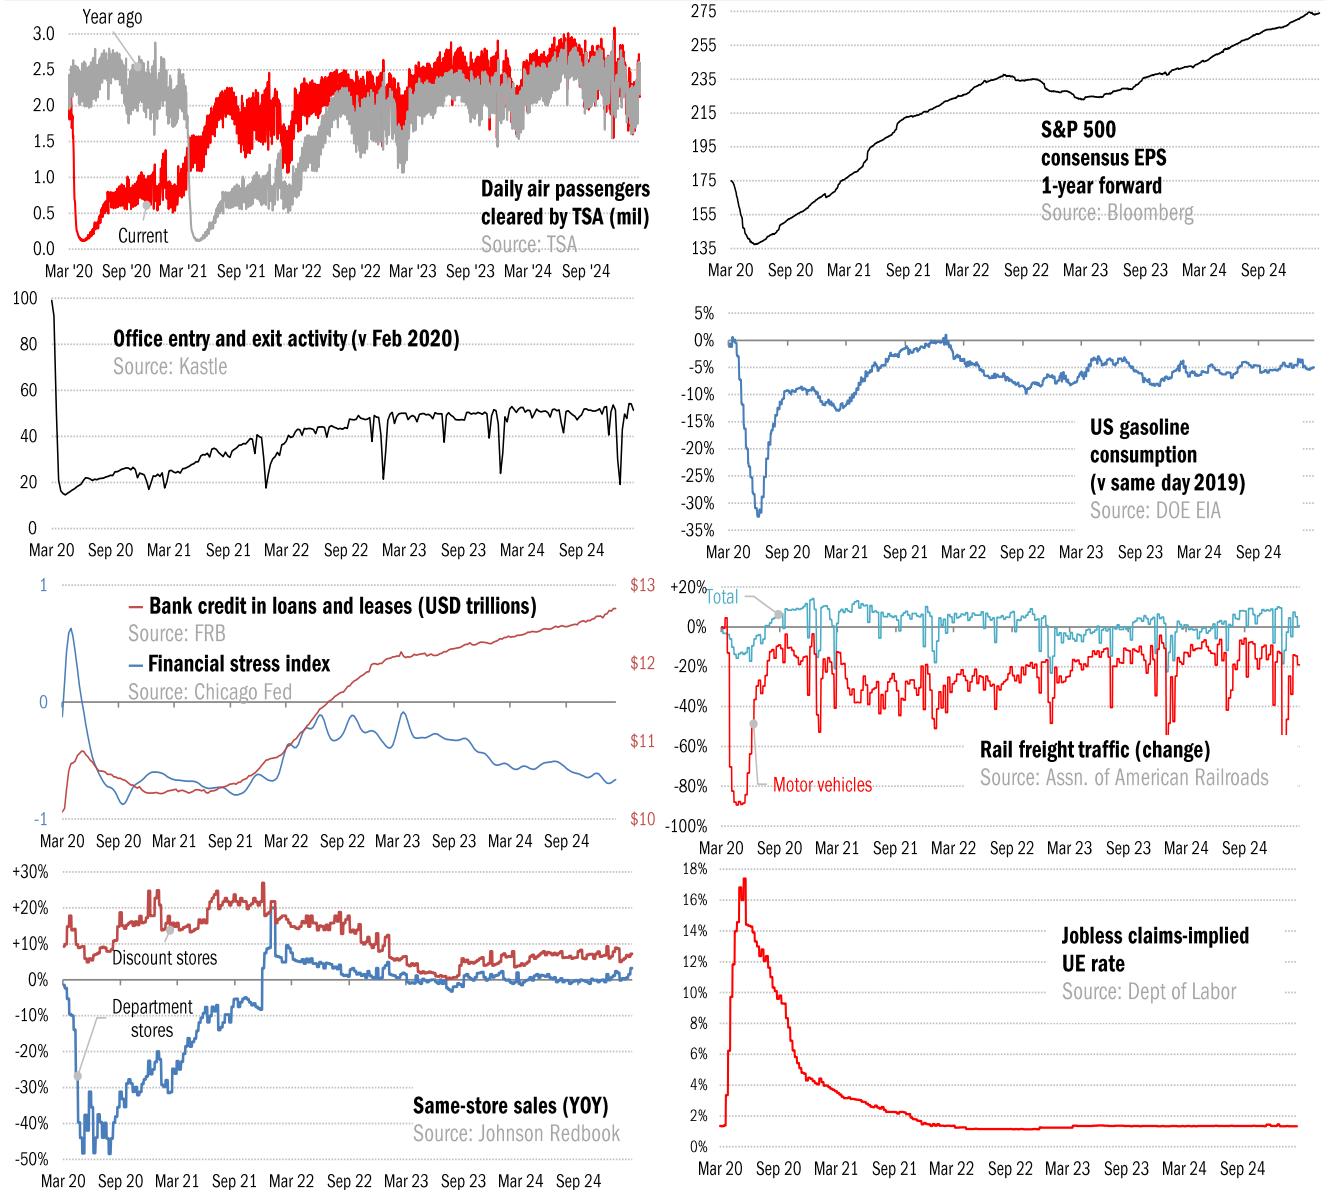 Year ago
3.0
2.5
2.0
1.5
1.0
0.5
0.0
Daily air passengers
cleared by TSA (mil)
Source: TSA
Current
Mar '20 Sep '20 Mar '21 Sep '21 Mar '22 Sep '22 Mar '23 Sep '23 Mar '24 Sep '24
275
255
235
215
195
175
155
135
S&P 500
consensus EPS
1-year forward
Source: Bloomberg
Mar 20 Sep 20 Mar 21 Sep 21 Mar 22 Sep 22 Mar 23 Sep 23 Mar 24 Sep 24
100
80
60
40
20
0
Office entry and exit activity (v Feb 2020)
Source: Kastle
Mar 20 Sep 20 Mar 21 Sep 21 Mar 22 Sep 22 Mar 23 Sep 23 Mar 24 Sep 24
5%
0%
-5%
-10%
-15%
-20%
-25%
-30%
-35%
US gasoline
consumption
(v same day 2019)
Source: DOE EIA
Mar 20 Sep 20 Mar 21 Sep 21 Mar 22 Sep 22 Mar 23 Sep 23 Mar 24 Sep 24
1
0
-1
Bank credit in loans and leases (USD trillions)
Source: FRB
Financial stress index
Source: Chicago Fed
$13
$12
$11
$10
Mar 20 Sep 20 Mar 21 Sep 21 Mar 22 Sep 22 Mar 23 Sep 23 Mar 24 Sep 24
+20%
0%
-20%
-40%
-60%
-80%
-100%
Total
Rail freight traffic (change)
Source: Assn. of American Railroads
Motor vehicles
Mar 20 Sep 20 Mar 21 Sep 21 Mar 22 Sep 22 Mar 23 Sep 23 Mar 24 Sep 24
+30%
+20%
+10%
0%
-10%
-20%
-30%
-40%
-50%
Discount stores
Department
stores
Same-store sales (YOY)
Source: Johnson Redbook
Mar 20 Sep 20 Mar 21 Sep 21 Mar 22 Sep 22 Mar 23 Sep 23 Mar 24 Sep 24
18%
16%
14%
12%
10%
8%
6%
4%
2%
0%
Jobless claims-implied
UE rate
Source: Dept of Labor
Mar 20 Sep 20 Mar 21 Sep 21 Mar 22 Sep 22 Mar 23 Sep 23 Mar 24 Sep 24